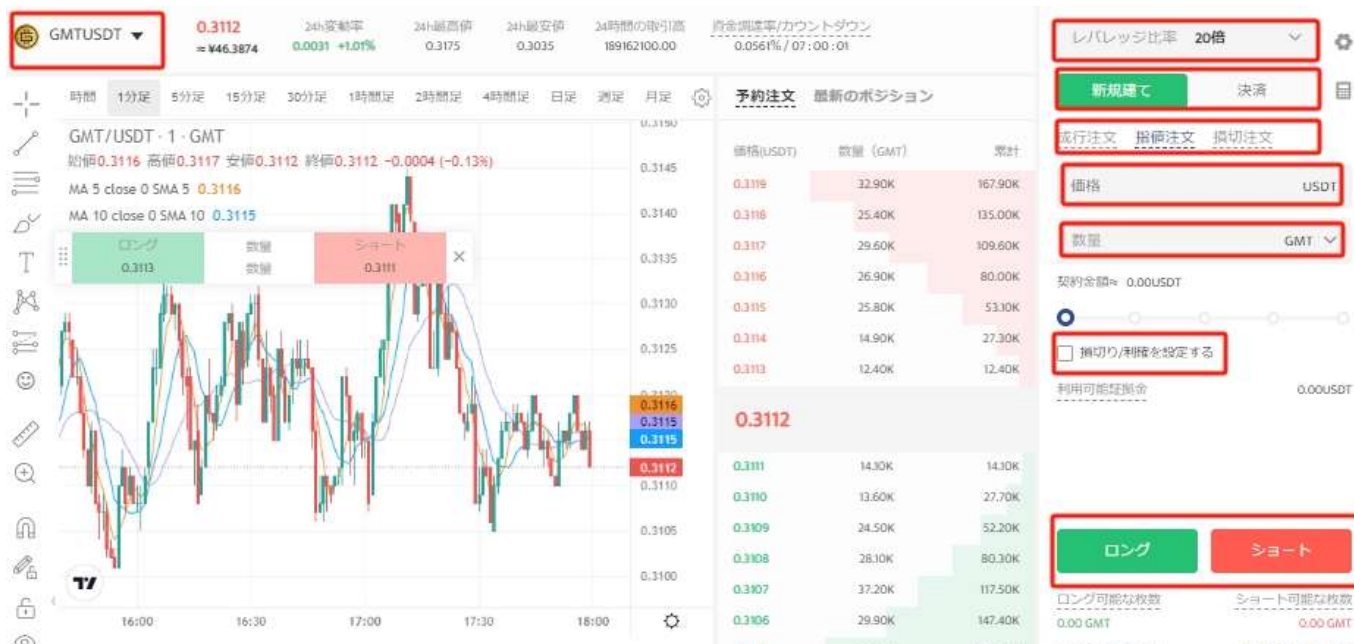 GMTUSDT
0.3112
≈ ¥46.3874
24h変動率
0.0031 +1.01%
24h最高値
0.3175
24h最安値
0.3035
24時間の取引高
189162100.00
資金調達率/カウントダウン
0.0561% / 07 : 00 : 01
時間 1分足 5分足 15分足 30分足 1時間足 2時間足 4時間足 日足 週足 月足
GMT/USDT · 1 · GMT
始値0.3116 高値0.3117 安値0.3112 終値0.3112 −0.0004 (−0.13%)
MA 5 close 0 SMA 5 0.3116
MA 10 close 0 SMA 10 0.3115
ロング 数量 ショート
0.3113 数量 0.3111
0.3150
0.3145
0.3140
0.3135
0.3130
0.3125
0.3120
0.3116
0.3115
0.3115
0.3112
0.3110
0.3105
0.3100
16:00 16:30 17:00 17:30 18:00
予約注文 最新のポジション
価格(USDT) 数量 (GMT) 累計
0.3119 32.90K 167.90K
0.3118 25.40K 135.00K
0.3117 29.60K 109.60K
0.3116 26.90K 80.00K
0.3115 25.80K 53.10K
0.3114 14.90K 27.30K
0.3113 12.40K 12.40K
0.3112
0.3111 14.10K 14.10K
0.3110 13.60K 27.70K
0.3109 24.50K 52.20K
0.3108 28.10K 80.30K
0.3107 37.20K 117.50K
0.3106 29.90K 147.40K
レバレッジ比率 20倍
新規建て 決済
成行注文 指値注文 損切注文
価格 USDT
数量 GMT
契約金額≈ 0.00USDT
損切り/利確を設定する
利用可能証拠金 0.00USDT
ロング ショート
ロング可能な枚数 ショート可能な枚数
0.00 GMT 0.00 GMT